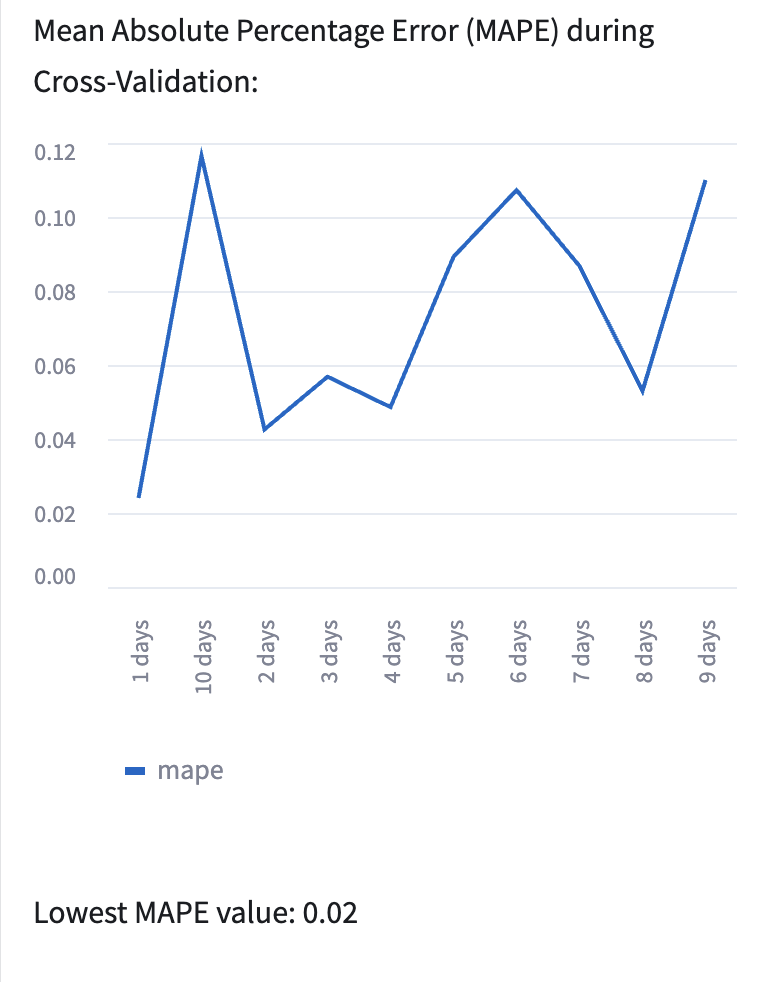 Mean Absolute Percentage Error (MAPE) during
Cross-Validation:
0.12
0.10
0.08
0.06
0.04
0.02
0.00
1 days
10 days
2 days
3 days
4 days
5 days
6 days
7 days
8 days
9 days
mape
Lowest MAPE value: 0.02